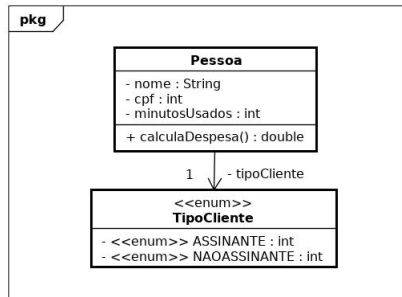 pkg
Pessoa
- nome : String
- cpf : int
- minutosUsados : int
+ calculaDespesa() : double
1 - tipoCliente
<<enum>>
TipoCliente
- <<enum>> ASSINANTE : int
- <<enum>> NAOASSINANTE : int